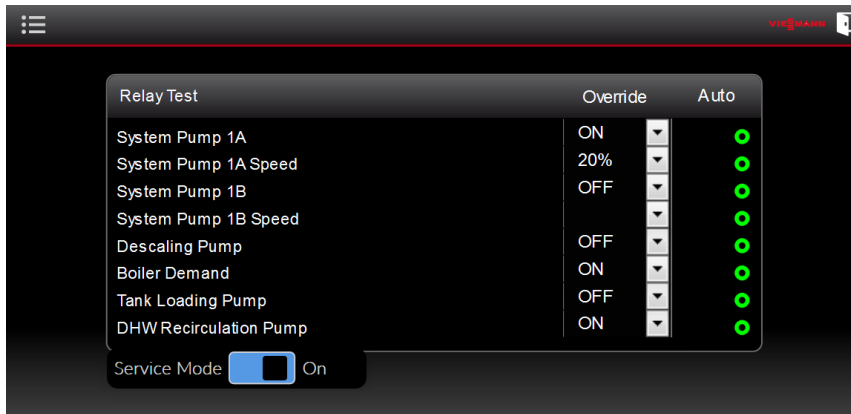 VIESMANN
Relay Test Override Auto
System Pump 1A ON
System Pump 1A Speed 20%
System Pump 1B OFF
System Pump 1B Speed
Descaling Pump OFF
Boiler Demand ON
Tank Loading Pump OFF
DHW Recirculation Pump ON
Service Mode On